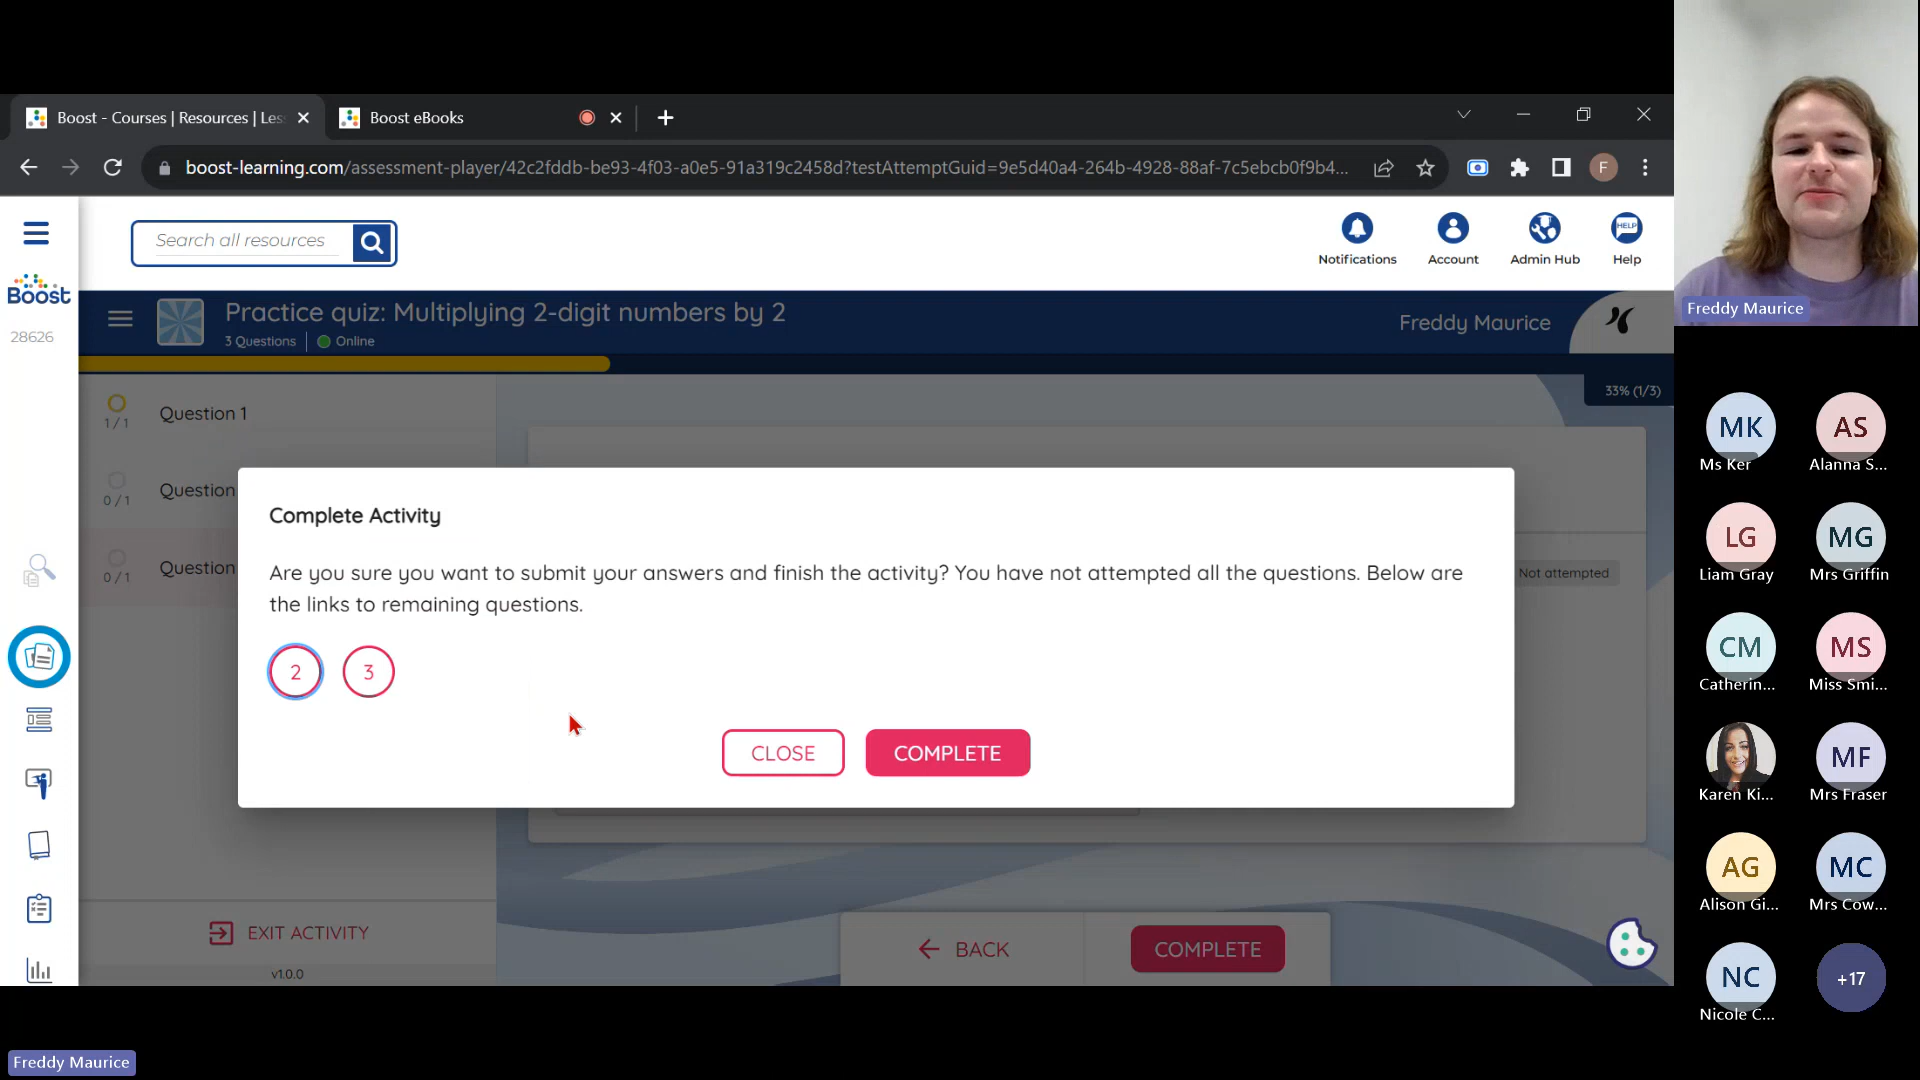 Boost - Courses | Resources | Les
Boost eBooks
boost-learning.com/assessment-player/42c2fddb-be93-4f03-a0e5-91a319c2458d?testAttemptGuid=9e5d40a4-264b-4928-88af-7c5ebcb0f9b4...
F
Search all resources
Notifications
Account
Admin Hub
HELP
Help
Boost
28626
Practice quiz: Multiplying 2-digit numbers by 2
3 Questions
Online
Freddy Maurice
33% (1/3)
1 / 1
Question 1
0 / 1
Question
0 / 1
Question
Not attempted
Complete Activity
Are you sure you want to submit your answers and finish the activity? You have not attempted all the questions. Below are
the links to remaining questions.
2
3
CLOSE
COMPLETE
EXIT ACTIVITY
v1.0.0
BACK
COMPLETE
Freddy Maurice
Freddy Maurice
MK
Ms Ker
AS
Alanna S...
LG
Liam Gray
MG
Mrs Griffin
CM
Catherin...
MS
Miss Smi...
Karen Ki...
MF
Mrs Fraser
AG
Alison Gi...
MC
Mrs Cow...
NC
Nicole C...
+17